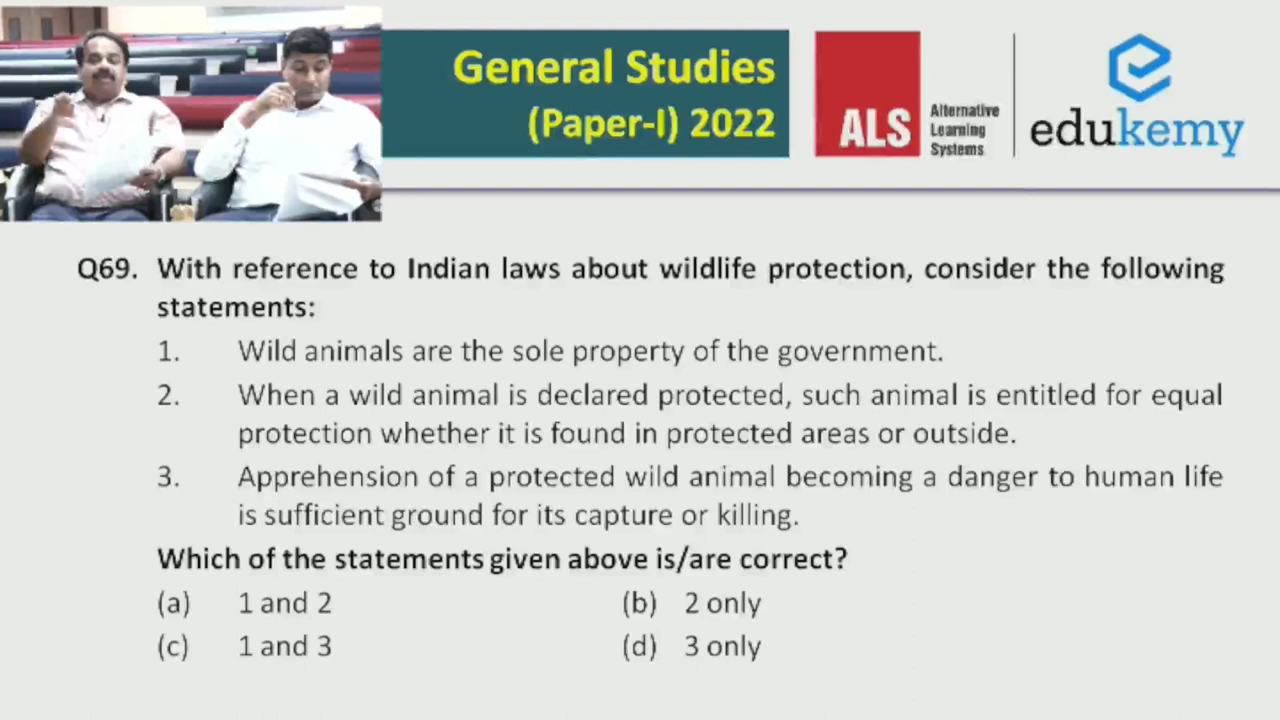 General Studies
(Paper-I) 2022
ALS
Alternative
Learning
Systems
edukemy
Q69. With reference to Indian laws about wildlife protection, consider the following
statements:
1. Wild animals are the sole property of the government.
2. When a wild animal is declared protected, such animal is entitled for equal
protection whether it is found in protected areas or outside.
3. Apprehension of a protected wild animal becoming a danger to human life
is sufficient ground for its capture or killing.
Which of the statements given above is/are correct?
(a) 1 and 2 (b) 2 only
(c) 1 and 3 (d) 3 only